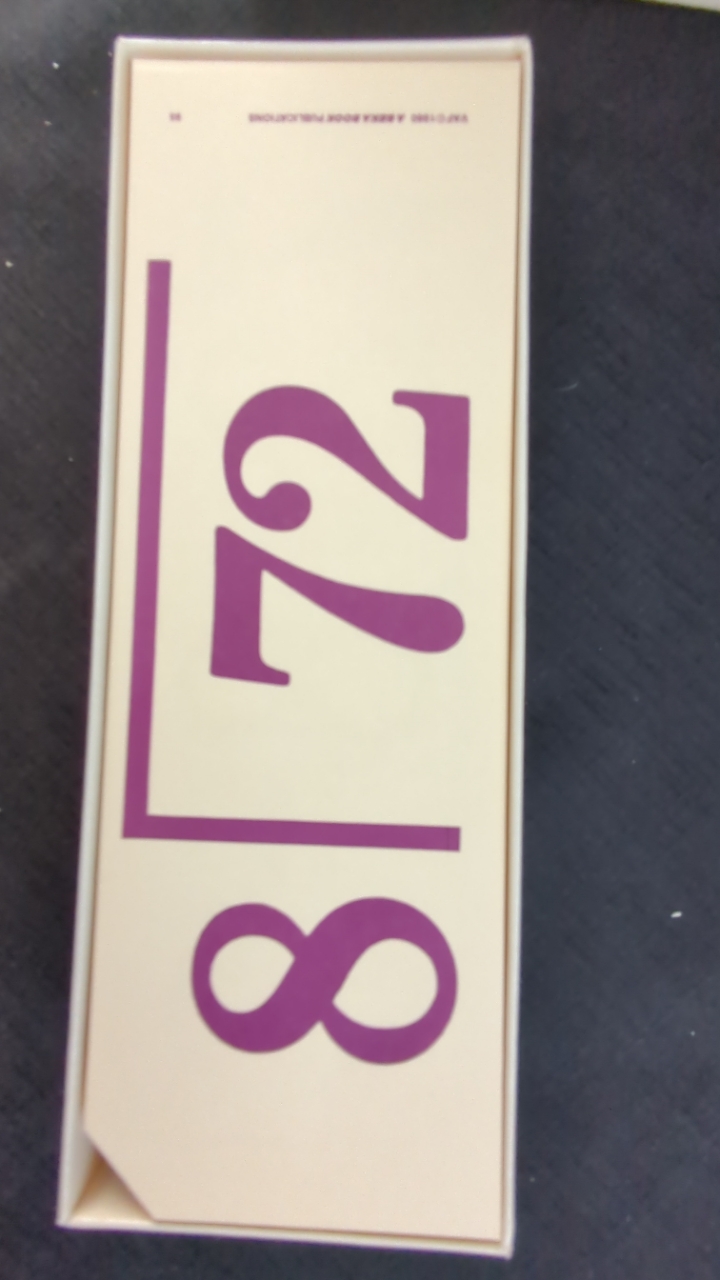 8 72
A BEKA BOOK PUBLICATIONS